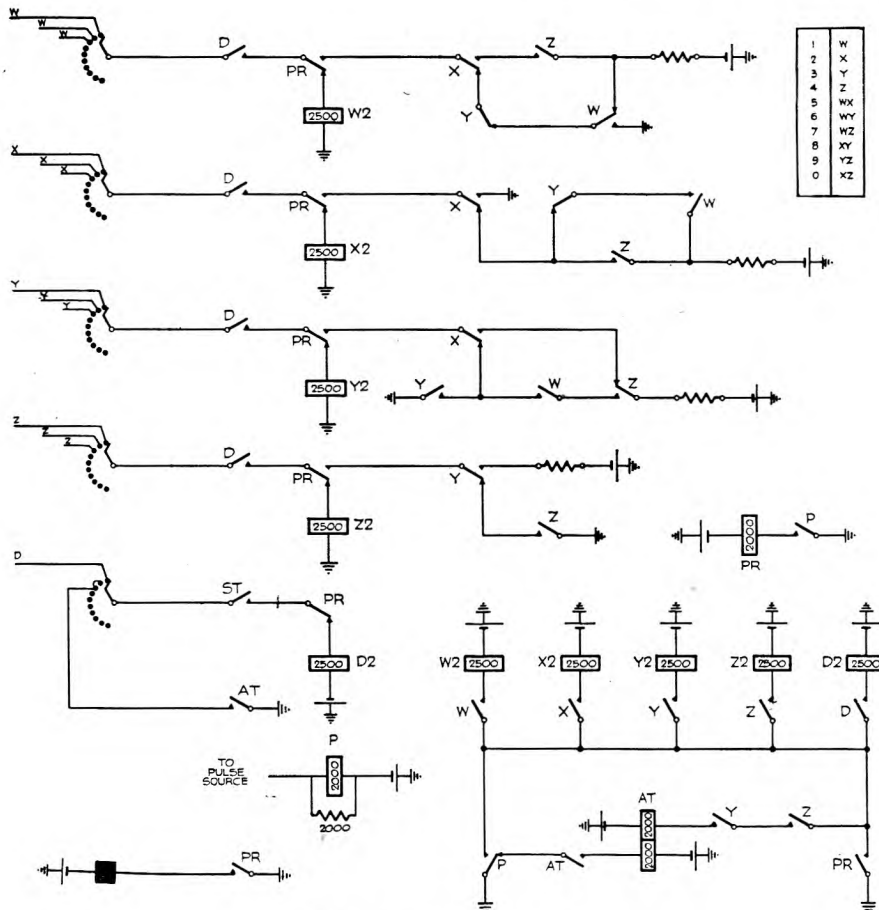 W
W
W
D
PR
X
Z
Y
W
2500 W2
1 W
2 X
3 Y
4 Z
5 WX
6 WY
7 WZ
8 XY
9 YZ
0 XZ
X
X
X
D
PR
X
Y
W
Z
2500 X2
Y
Y
Y
D
PR
X
Y
W
Z
2500 Y2
Z
Z
Z
D
PR
Y
Z
2500 Z2
2000
PR
P
D
ST
PR
2500 D2
AT
W2 2500
X2 2500
Y2 2500
Z2 2500
D2 2500
W
X
Y
Z
D
TO
PULSE
SOURCE
P
2000
2000
AT
2000
2000
Y
Z
P
AT
PR
PR